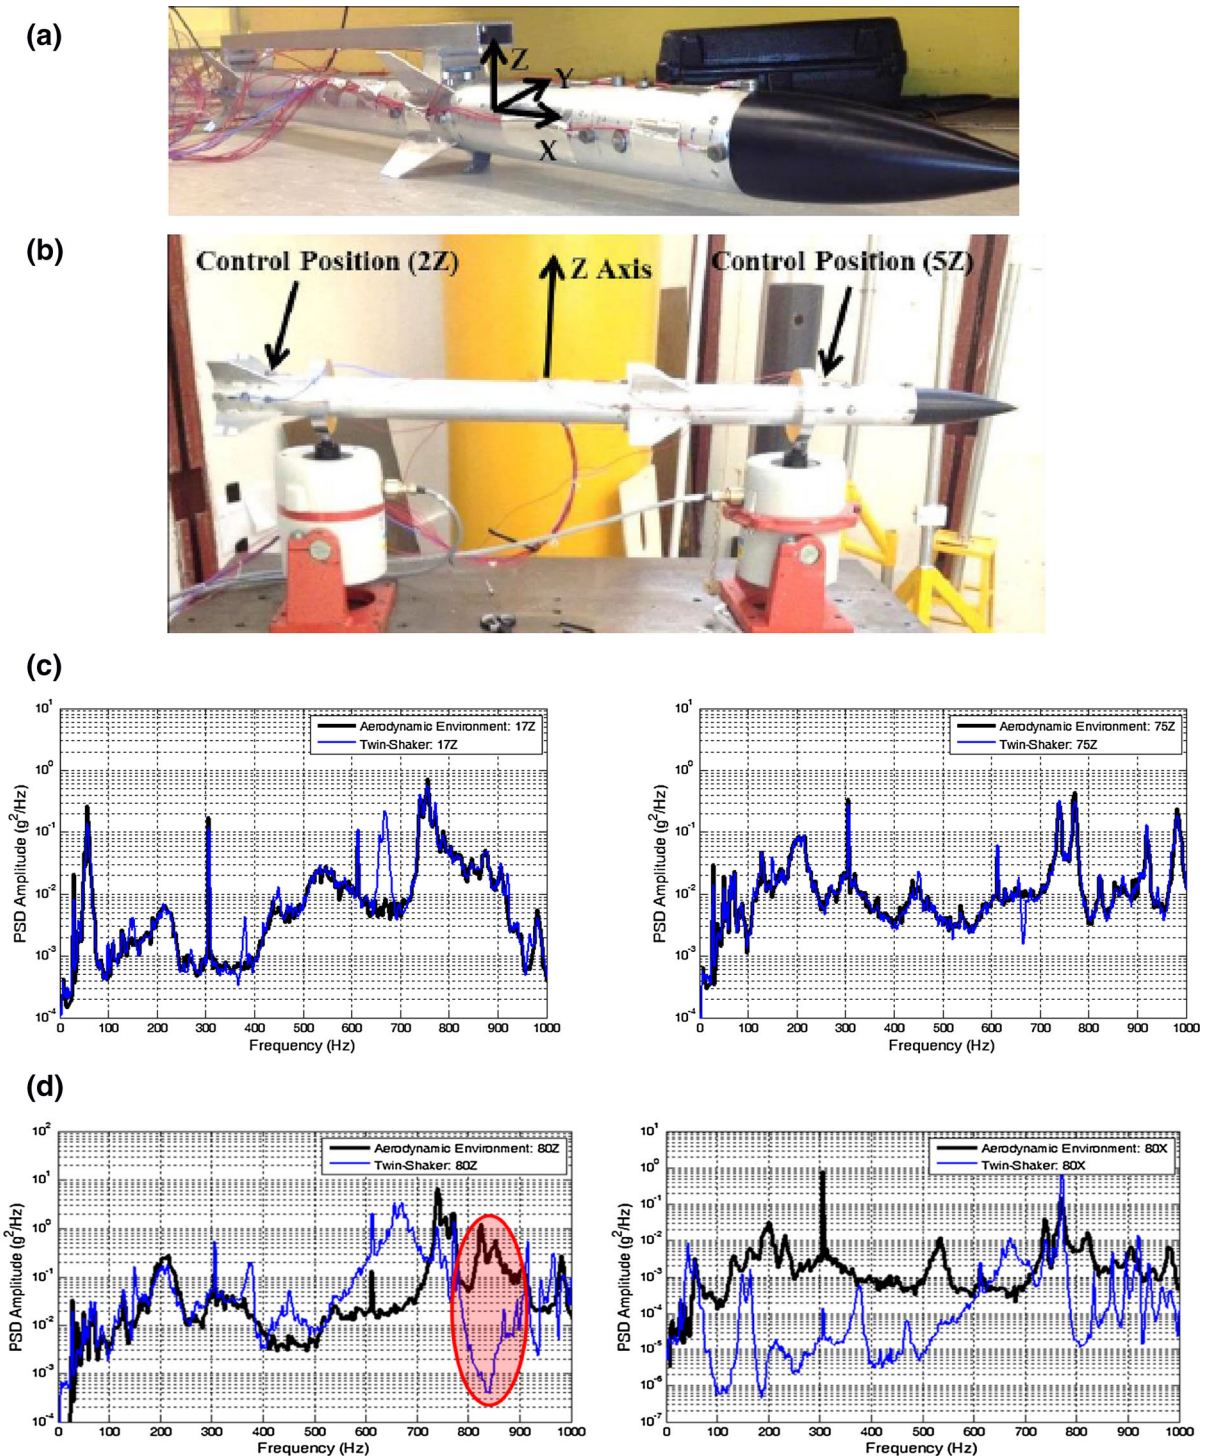 (a)
Z
Y
X
(b)
Control Position (2Z)
Z Axis
Control Position (5Z)
(c)
10^1
10^0
10^-1
10^-2
10^-3
10^-4
PSD Amplitude (g^2/Hz)
Aerodynamic Environment: 17Z
Twin-Shaker: 17Z
0 100 200 300 400 500 600 700 800 900 1000
Frequency (Hz)
10^1
10^0
10^-1
10^-2
10^-3
10^-4
PSD Amplitude (g^2/Hz)
Aerodynamic Environment: 75Z
Twin-Shaker: 75Z
0 100 200 300 400 500 600 700 800 900 1000
Frequency (Hz)
(d)
10^2
10^1
10^0
10^-1
10^-2
10^-3
10^-4
PSD Amplitude (g^2/Hz)
Aerodynamic Environment: 80Z
Twin-Shaker: 80Z
0 100 200 300 400 500 600 700 800 900 1000
Frequency (Hz)
10^1
10^0
10^-1
10^-2
10^-3
10^-4
10^-5
10^-6
10^-7
PSD Amplitude (g^2/Hz)
Aerodynamic Environment: 80X
Twin-Shaker: 80X
0 100 200 300 400 500 600 700 800 900 1000
Frequency (Hz)